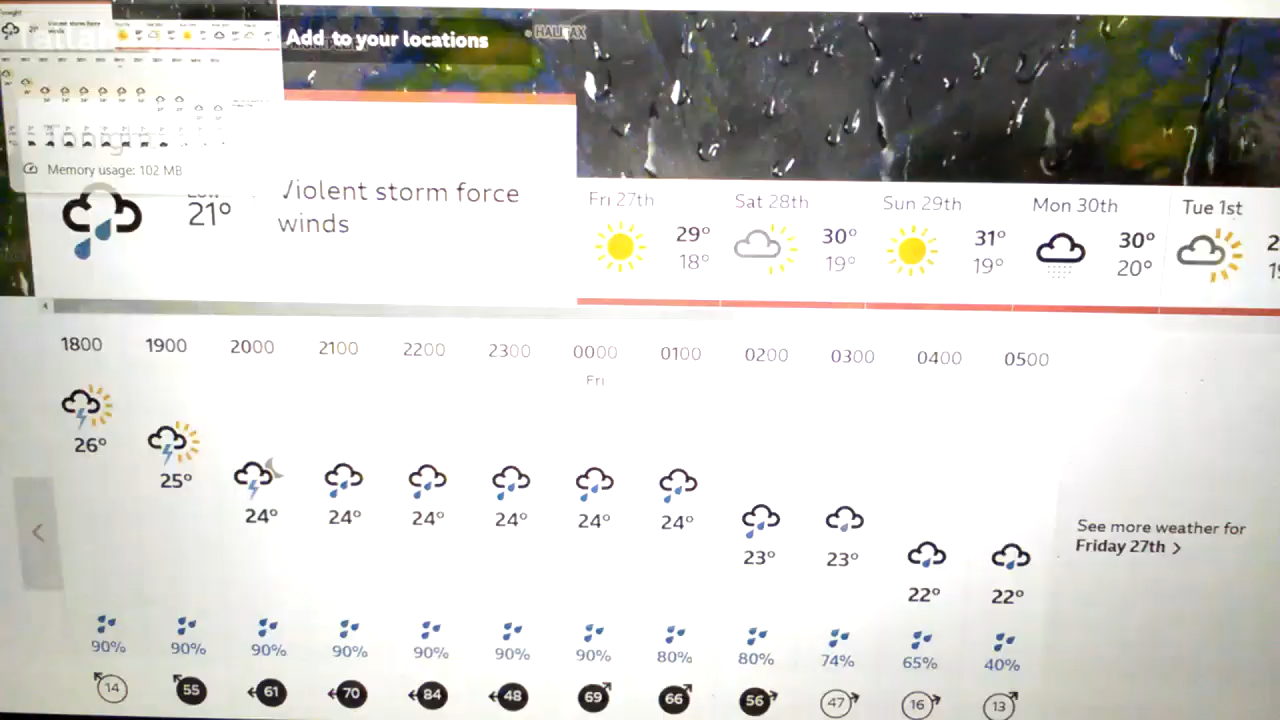 Add to your locations
HALIFAX
Memory usage: 102 MB
21°
Violent storm force
winds
Fri 27th
29°
18°
Sat 28th
30°
19°
Sun 29th
31°
19°
Mon 30th
30°
20°
Tue 1st
1800 1900 2000 2100 2200 2300 0000 0100 0200 0300 0400 0500
Fri
26° 25° 24° 24° 24° 24° 24° 24° 23° 23° 22° 22°
See more weather for
Friday 27th >
90% 90% 90% 90% 90% 90% 90% 80% 80% 74% 65% 40%
14 55 61 70 84 48 69 66 56 47 16 13